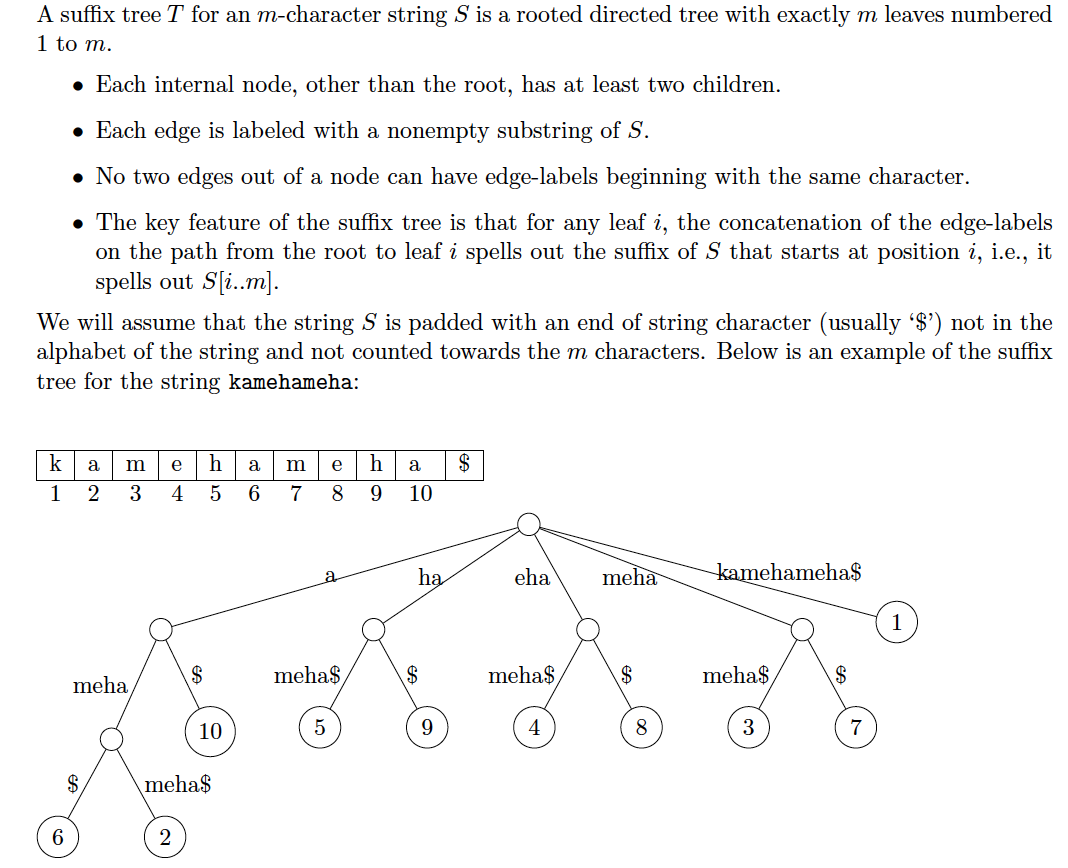 A suffix tree T for an m-character string S is a rooted directed tree with exactly m leaves numbered
1 to m.
• Each internal node, other than the root, has at least two children.
• Each edge is labeled with a nonempty substring of S.
• No two edges out of a node can have edge-labels beginning with the same character.
• The key feature of the suffix tree is that for any leaf i, the concatenation of the edge-labels
on the path from the root to leaf i spells out the suffix of S that starts at position i, i.e., it
spells out S[i..m].
We will assume that the string S is padded with an end of string character (usually ‘$’) not in the
alphabet of the string and not counted towards the m characters. Below is an example of the suffix
tree for the string kamehameha:
k a m e h a m e h a $
1 2 3 4 5 6 7 8 9 10
a ha eha meha kamehameha$
1
meha $ meha$ $ meha$ $ meha$ $
10 5 9 4 8 3 7
$ meha$
6 2